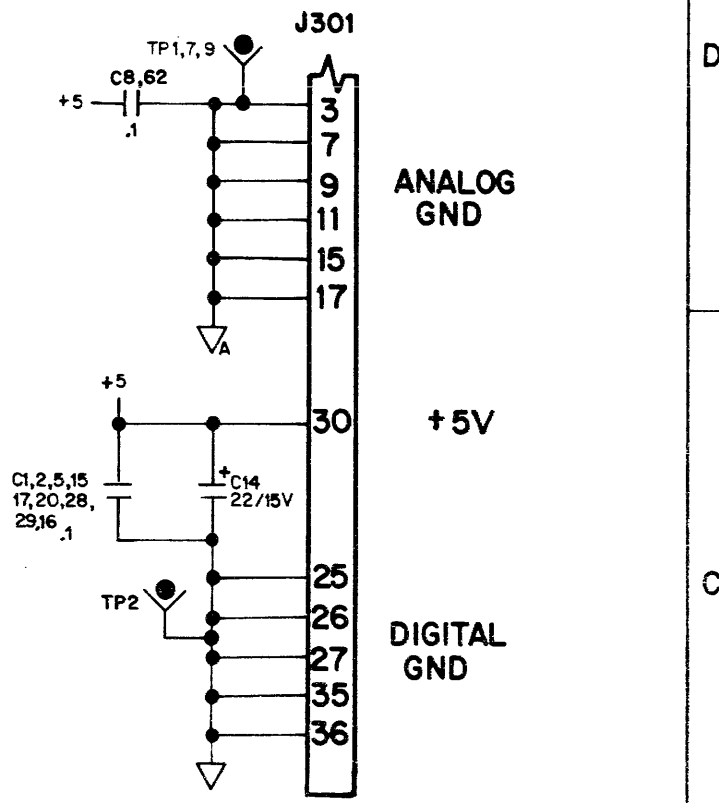 J301
D
TP1,7,9
C8,62
+5
.1
3
7
9
11
15
17
ANALOG
GND
A
+5
30
+5V
C1,2,5,15
17,20,28,
29,16 .1
+
C14
22/15V
25
C
TP2
26
27
35
36
DIGITAL
GND